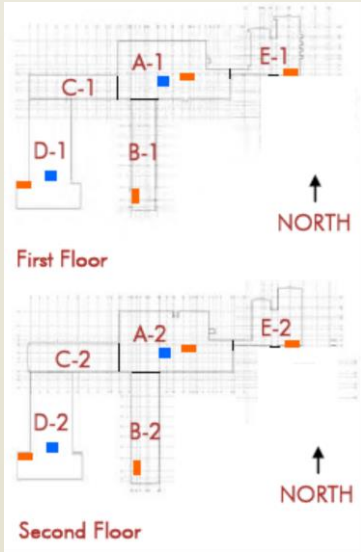 A-1
E-1
C-1
D-1
B-1
NORTH
First Floor
A-2
E-2
C-2
D-2
B-2
NORTH
Second Floor